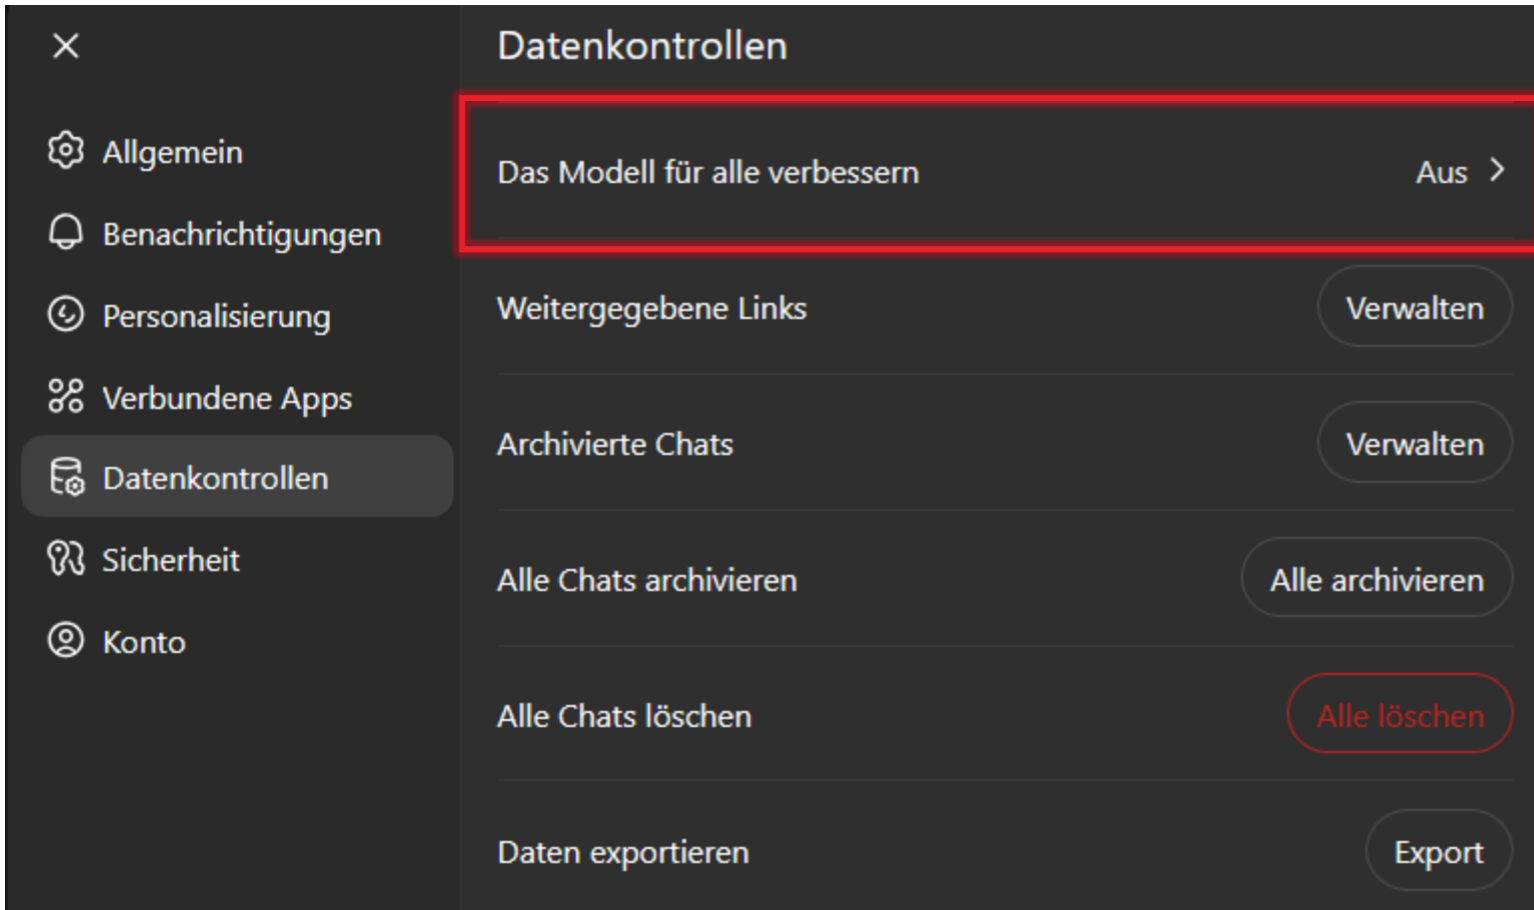 Allgemein
Benachrichtigungen
Personalisierung
Verbundene Apps
Datenkontrollen
Sicherheit
Konto
Datenkontrollen
Das Modell für alle verbessern Aus
Weitergegebene Links Verwalten
Archivierte Chats Verwalten
Alle Chats archivieren Alle archivieren
Alle Chats löschen Alle löschen
Daten exportieren Export